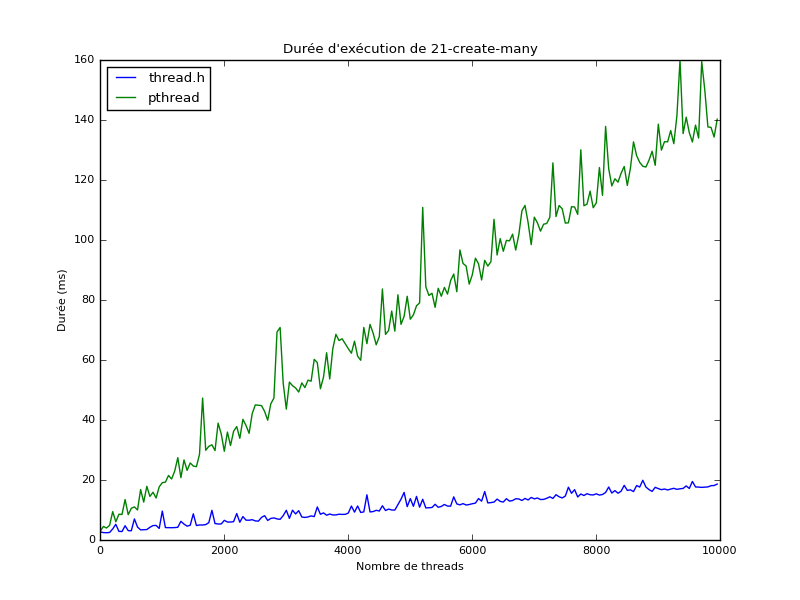 Durée d'exécution de 21-create-many
thread.h
pthread
160
140
120
100
80
60
40
20
0
Durée (ms)
0 2000 4000 6000 8000 10000
Nombre de threads